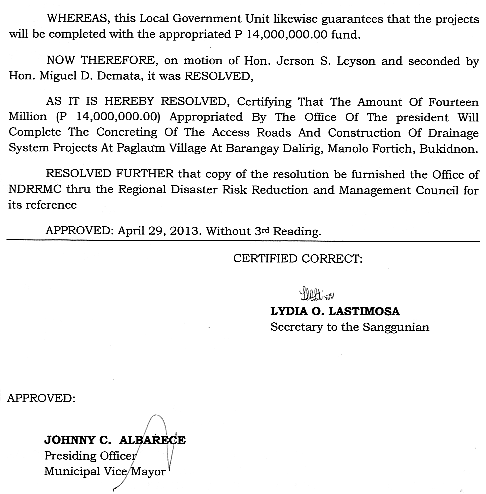 WHEREAS, this Local Government Unit likewise guarantees that the projects
will be completed with the appropriated P 14,000,000.00 fund.
NOW THEREFORE, on motion of Hon. Jerson S. Leyson and seconded by
Hon. Miguel D. Demata, it was RESOLVED,
AS IT IS HEREBY RESOLVED, Certifying That The Amount Of Fourteen
Million (P 14,000,000.00) Appropriated By The Office Of The president Will
Complete The Concreting Of The Access Roads And Construction Of Drainage
System Projects At Paglaum Village At Barangay Dalirig, Manolo Fortich, Bukidnon.
RESOLVED FURTHER that copy of the resolution be furnished the Office of
NDRRMC thru the Regional Disaster Risk Reduction and Management Council for
its reference
APPROVED: April 29, 2013. Without 3rd Reading.
CERTIFIED CORRECT:
LYDIA O. LASTIMOSA
Secretary to the Sanggunian
APPROVED:
JOHNNY C. ALBARECE
Presiding Officer
Municipal Vice Mayor